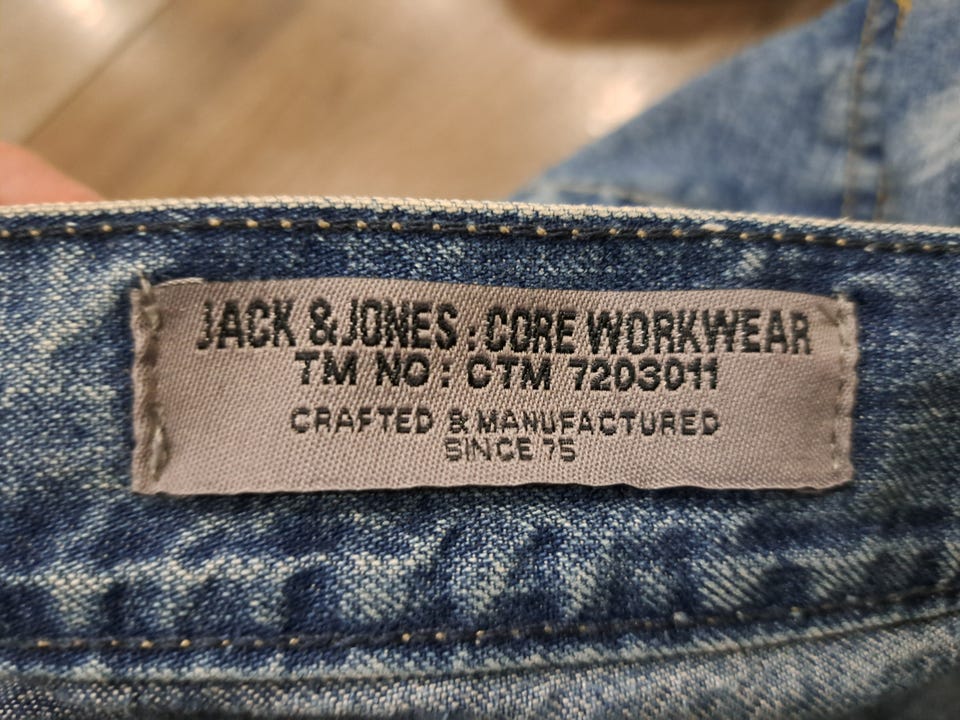 JACK & JONES : CORE WORKWEAR
TM NO : CTM 7203011
CRAFTED & MANUFACTURED
SINCE 75